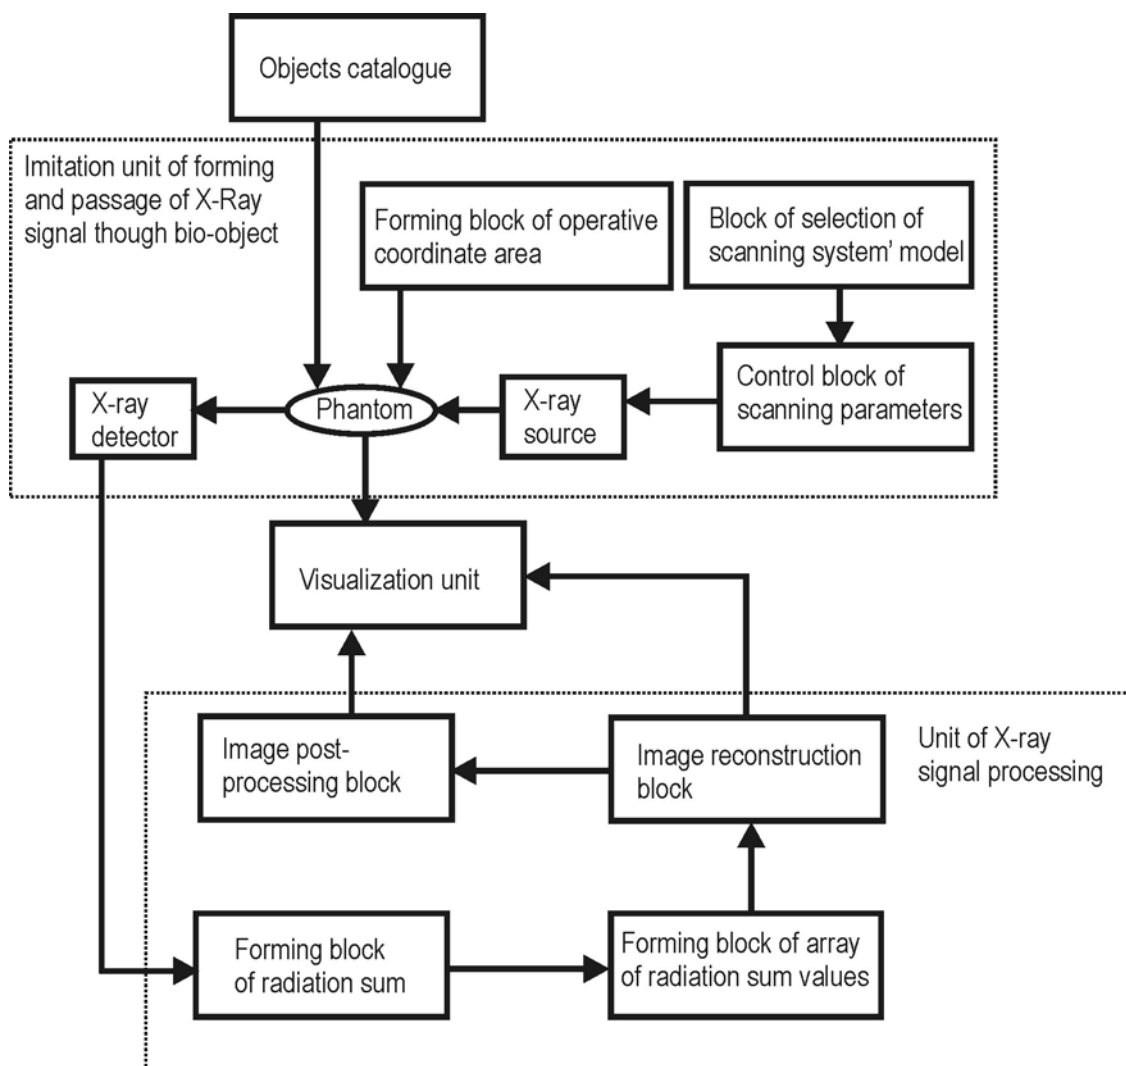 Objects catalogue
Imitation unit of forming
and passage of X-Ray
signal though bio-object
Forming block of operative
coordinate area
Block of selection of
scanning system' model
X-ray
detector
Phantom
X-ray
source
Control block of
scanning parameters
Visualization unit
Image post-
processing block
Image reconstruction
block
Unit of X-ray
signal processing
Forming block
of radiation sum
Forming block of array
of radiation sum values